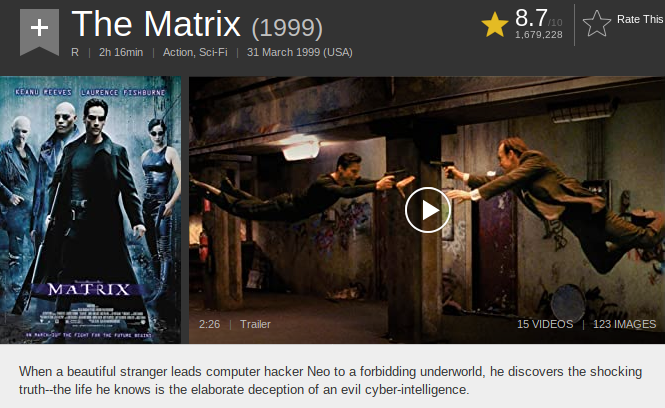 The Matrix (1999)
8.7/10
1,679,228
Rate This
R | 2h 16min | Action, Sci-Fi | 31 March 1999 (USA)
KEANU REEVES LAURENCE FISHBURNE
MATRIX
ON MARCH 31ST THE FIGHT FOR THE FUTURE BEGINS.
2:26 | Trailer
15 VIDEOS | 123 IMAGES
When a beautiful stranger leads computer hacker Neo to a forbidding underworld, he discovers the shocking
truth--the life he knows is the elaborate deception of an evil cyber-intelligence.